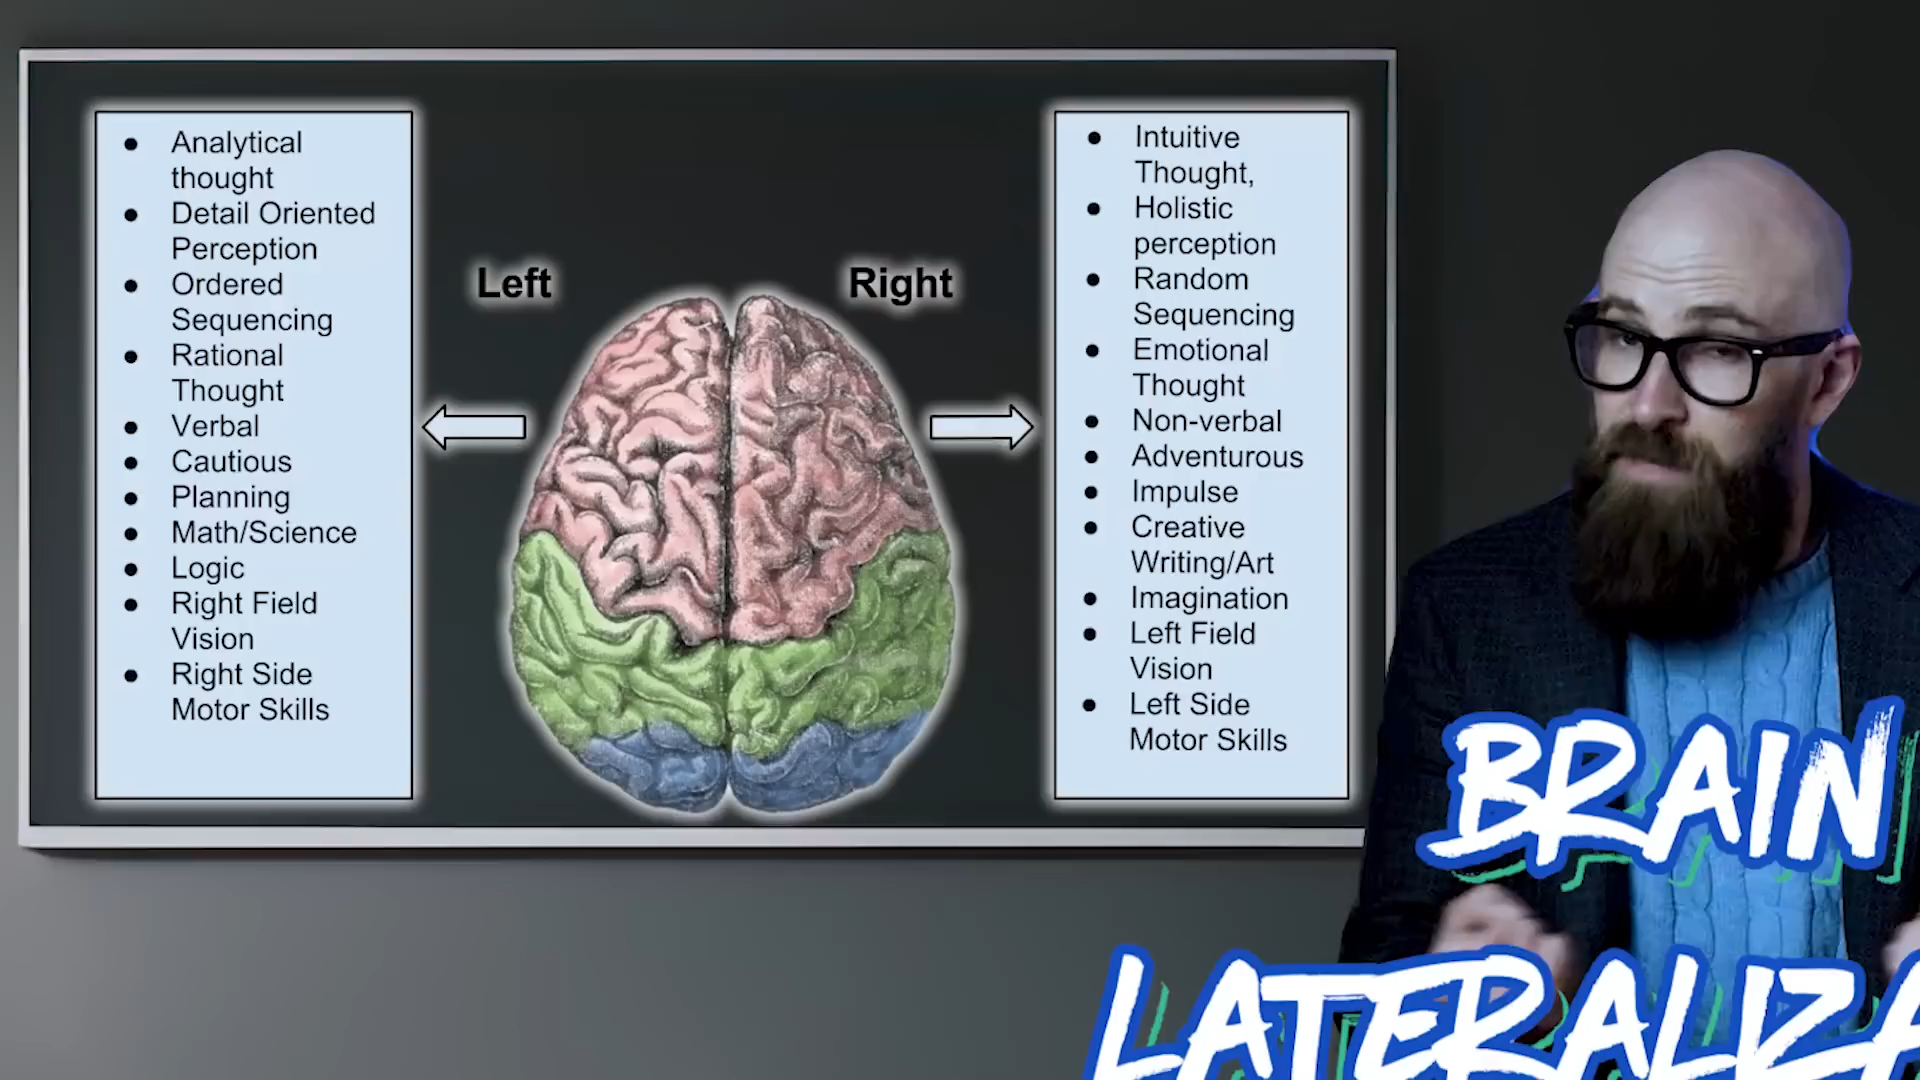 Analytical
thought
Detail Oriented
Perception
Ordered
Sequencing
Rational
Thought
Verbal
Cautious
Planning
Math/Science
Logic
Right Field
Vision
Right Side
Motor Skills
Left
Right
Intuitive
Thought,
Holistic
perception
Random
Sequencing
Emotional
Thought
Non-verbal
Adventurous
Impulse
Creative
Writing/Art
Imagination
Left Field
Vision
Left Side
Motor Skills
BRAIN
LATERALIZA